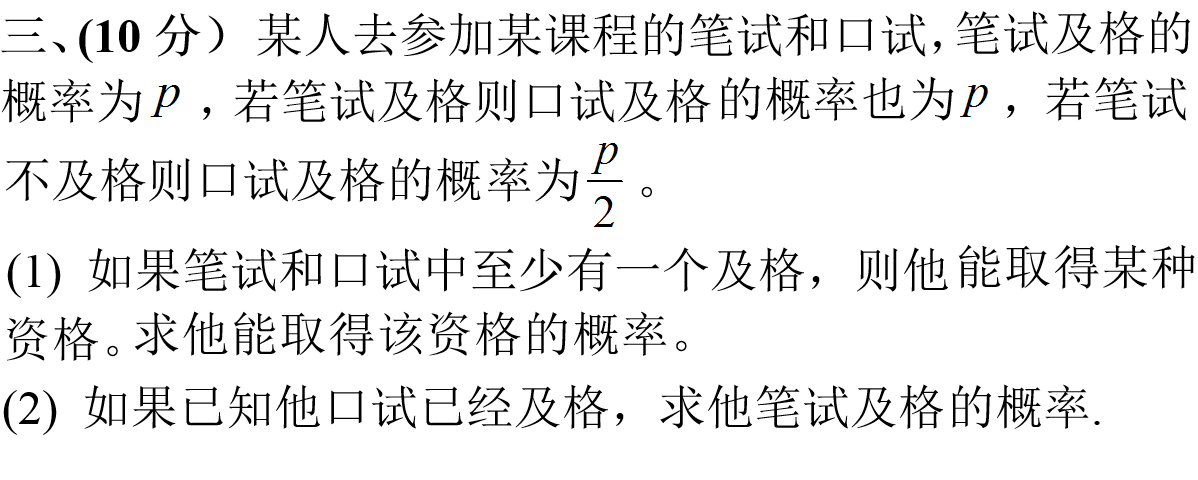 三、(10 分） 某人去参加某课程的笔试和口试，笔试及格的
概率为 p ，若笔试及格则口试及格的概率也为 p ，若笔试
不及格则口试及格的概率为 p/2 。
(1) 如果笔试和口试中至少有一个及格，则他能取得某种
资格。求他能取得该资格的概率。
(2) 如果已知他口试已经及格，求他笔试及格的概率.